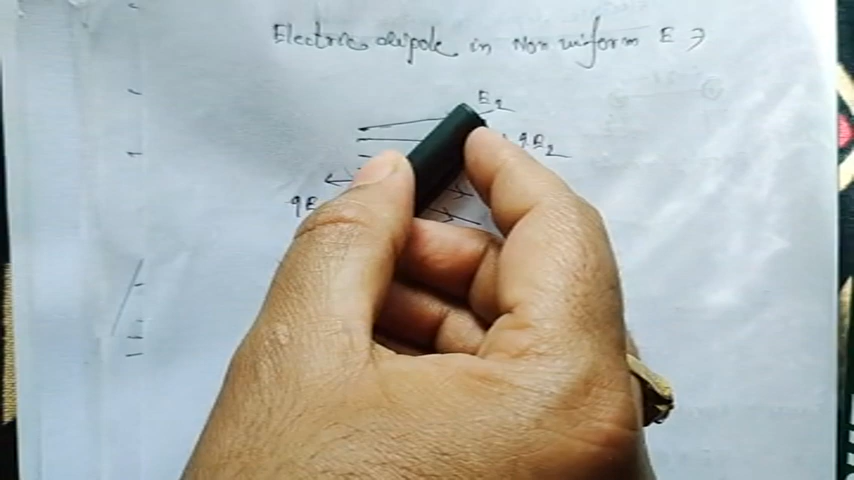 Electric dipole in Non uniform E →
E₂
qE₂
qE